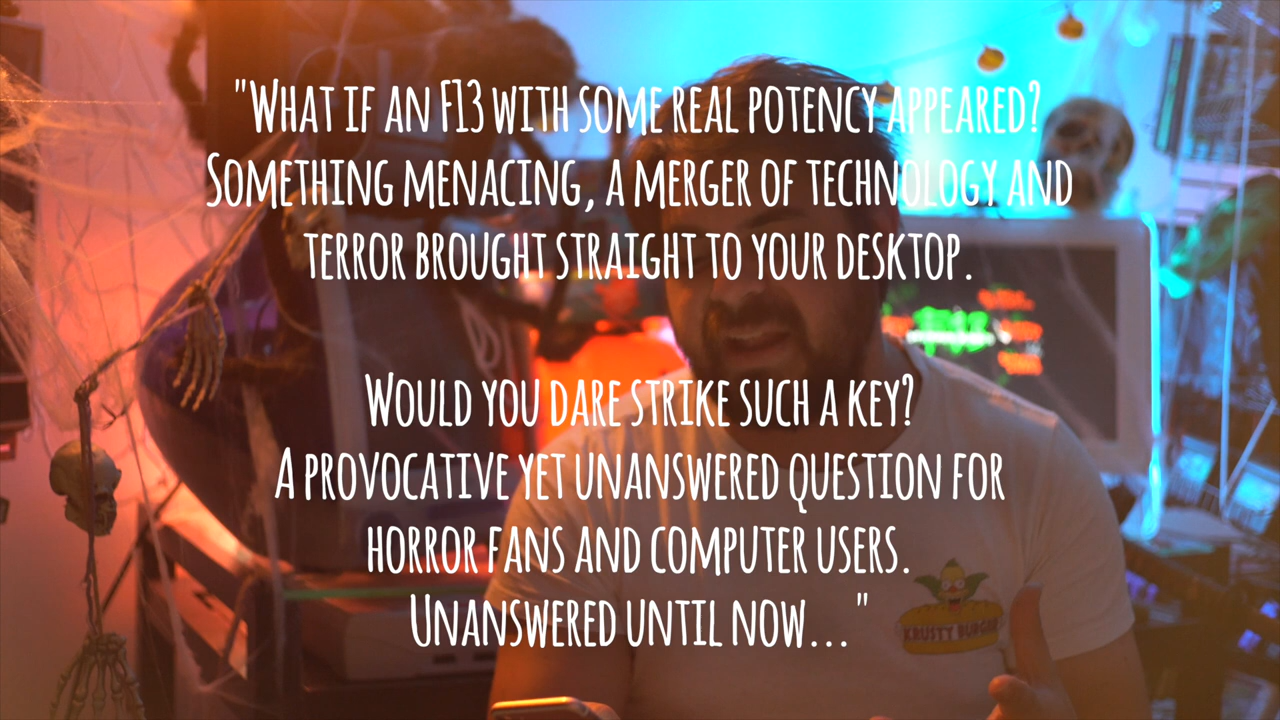 "What if an F13 with some real potency appeared?
Something menacing, a merger of technology and
terror brought straight to your desktop.
Would you dare strike such a key?
A provocative yet unanswered question for
horror fans and computer users.
Unanswered until now..."
KRUSTY BURGER